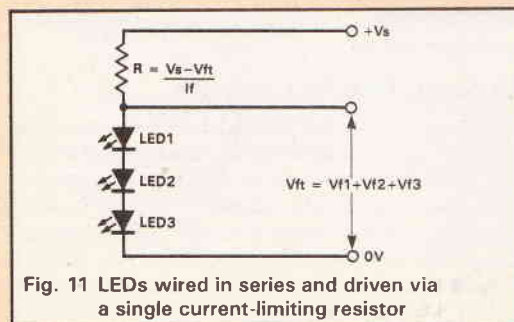 +Vs
R = Vs−Vft
If
LED1
LED2
Vft = Vf1+Vf2+Vf3
LED3
0V
Fig. 11 LEDs wired in series and driven via
a single current-limiting resistor